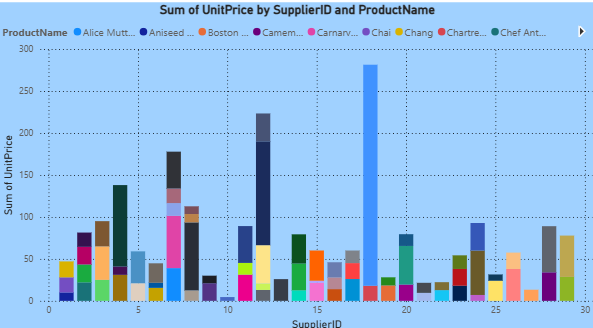 Sum of UnitPrice by SupplierID and ProductName
ProductName Alice Mutt... Aniseed ... Boston ... Camem... Carnarv... Chai Chang Chartre... Chef Ant...
300
250
200
150
100
50
0
Sum of UnitPrice
0 5 10 15 20 25 30
SupplierID